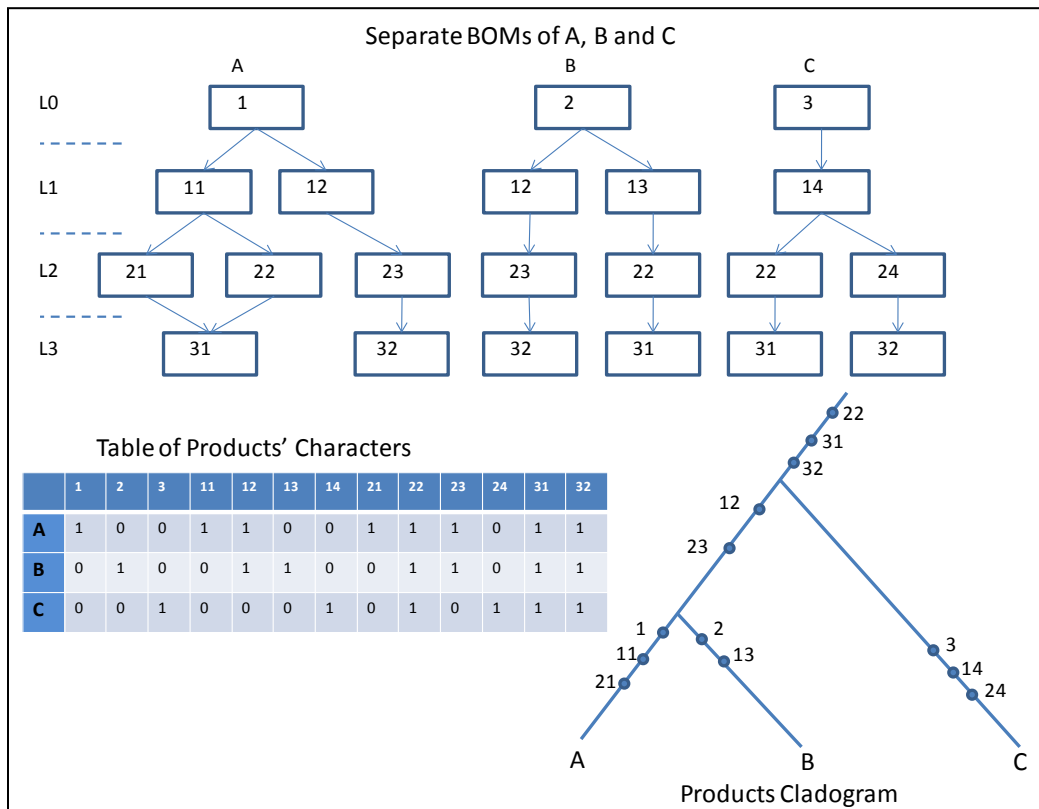 Separate BOMs of A, B and C
A B C
L0 1 2 3
L1 11 12 12 13 14
L2 21 22 23 23 22 22 24
L3 31 32 32 31 31 32
Table of Products' Characters
1 2 3 11 12 13 14 21 22 23 24 31 32
A 1 0 0 1 1 0 0 1 1 1 0 1 1
B 0 1 0 0 1 1 0 0 1 1 0 1 1
C 0 0 1 0 0 0 1 0 1 0 1 1 1
22
31
32
12
23
1 2
11 13
21
3
14
24
A B C
Products Cladogram